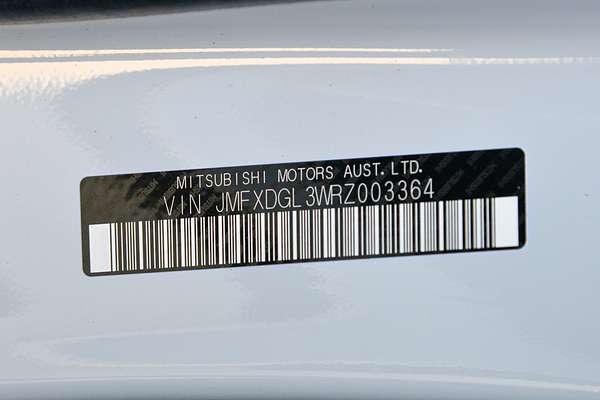 MITSUBISHI MOTORS AUST. LTD.
VIN JMFXDGL3WRZ003364